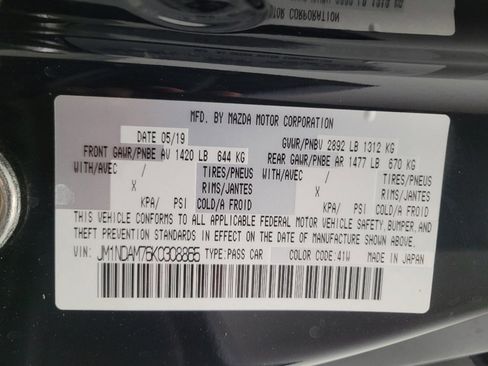 MFD. BY MAZDA MOTOR CORPORATION
DATE 05/19 GVWR/PNBV 2892 LB 1312 KG
FRONT GAWR/PNBE AV 1420 LB 644 KG REAR GAWR/PNBE AR 1477 LB 670 KG
WITH/AVEC / TIRES/PNEUS WITH/AVEC / TIRES/PNEUS
X RIMS/JANTES X RIMS/JANTES
KPA/ PSI COLD/A FROID KPA/ PSI COLD/A FROID
THIS VEHICLE CONFORMS TO ALL APPLICABLE FEDERAL MOTOR VEHICLE SAFETY,BUMPER,AND
THEFT PREVENTION STANDARDS IN EFFECT ON THE DATE OF MANUFACTURE SHOWN ABOVE.
VIN: JM1NDAM76K0308865 TYPE:PASS CAR COLOR CODE:41W MADE IN JAPAN